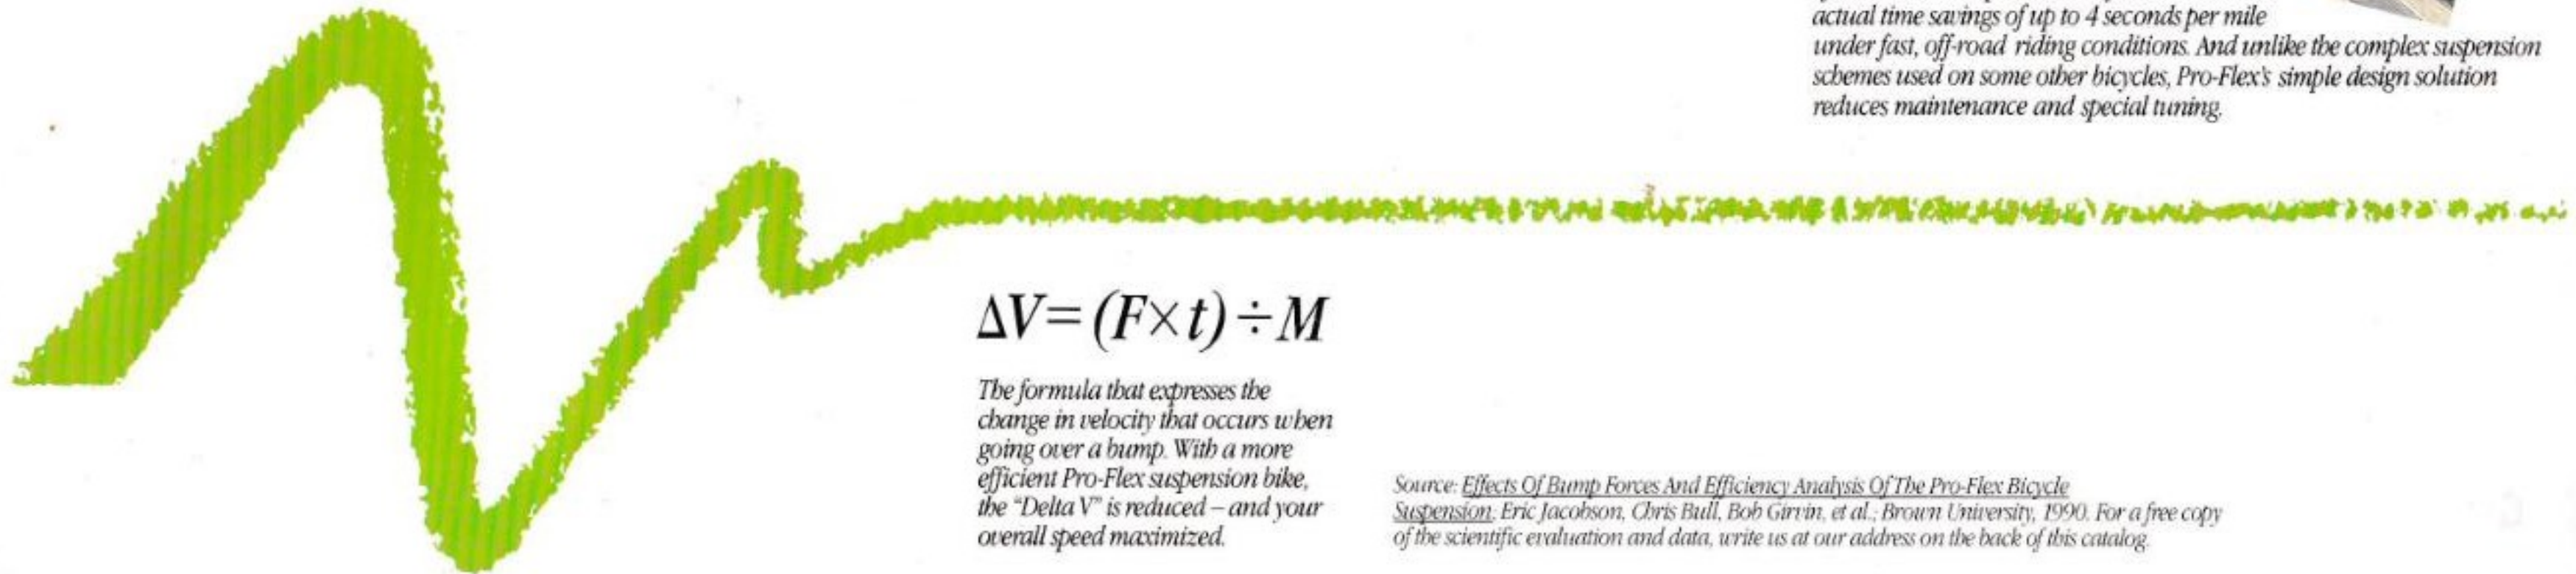 actual time savings of up to 4 seconds per mile
under fast, off-road riding conditions. And unlike the complex suspension
schemes used on some other bicycles, Pro-Flex's simple design solution
reduces maintenance and special tuning.
ΔV=(F×t)÷M
The formula that expresses the
change in velocity that occurs when
going over a bump. With a more
efficient Pro-Flex suspension bike,
the "Delta V" is reduced – and your
overall speed maximized.
Source: Effects Of Bump Forces And Efficiency Analysis Of The Pro-Flex Bicycle
Suspension; Eric Jacobson, Chris Bull, Bob Girvin, et al.; Brown University, 1990. For a free copy
of the scientific evaluation and data, write us at our address on the back of this catalog.